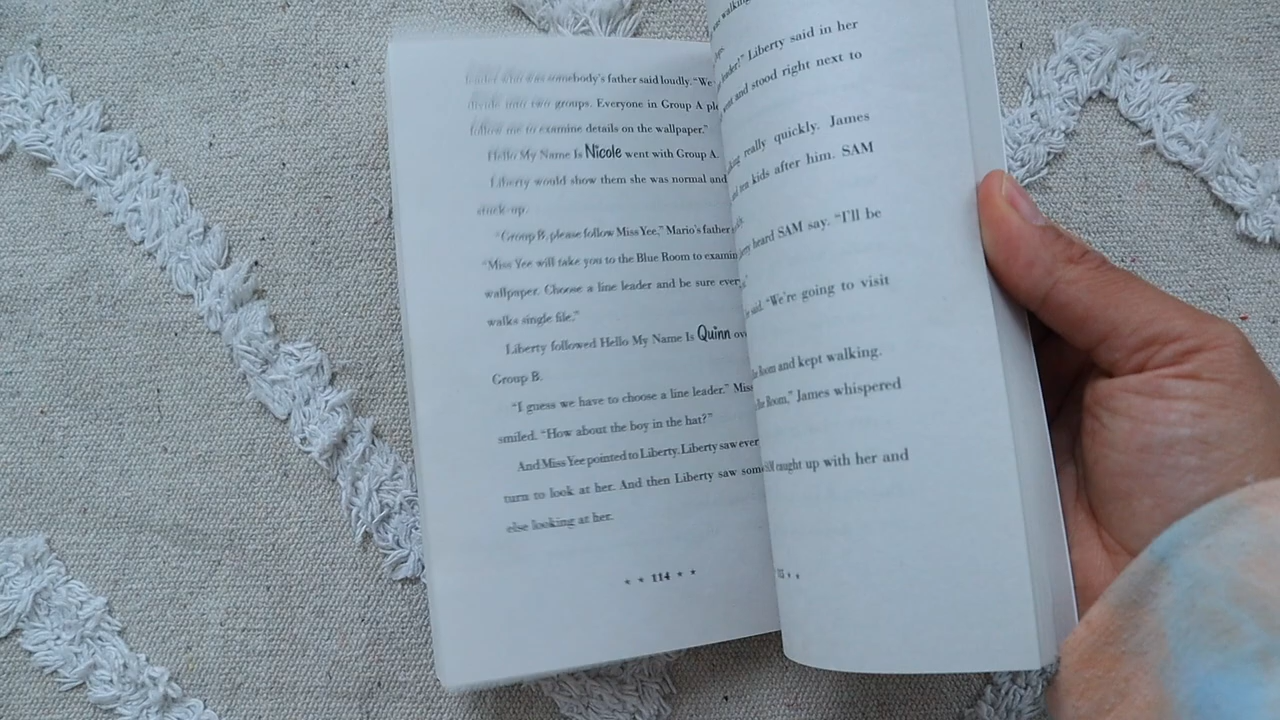 leader who was somebody's father said loudly. "We
divide into two groups. Everyone in Group A
follow me to examine details on the wallpaper."
Hello My Name Is Nicole went with Group A.
Liberty would show them she was normal and
stuck-up.
"Group B, please follow Miss Yee," Mario's father
"Miss Yee will take you to the Blue Room to
wallpaper. Choose a line leader and be sure
walks single file."
Liberty followed Hello My Name Is Quinn
Group B.
"I guess we have to choose a line leader." Miss
smiled. "How about the boy in the hat?"
And Miss Yee pointed to Liberty. Liberty saw
turn to look at her. And then Liberty saw
else looking at her.
★ ★ 114 ★ ★
walking
leader?" Liberty said in her
and stood right next to
really quickly. James
and ten kids after him. SAM
heard SAM say. "I'll be
said. "We're going to visit
Room and kept walking.
Room," James whispered
SAM caught up with her and
★ ★